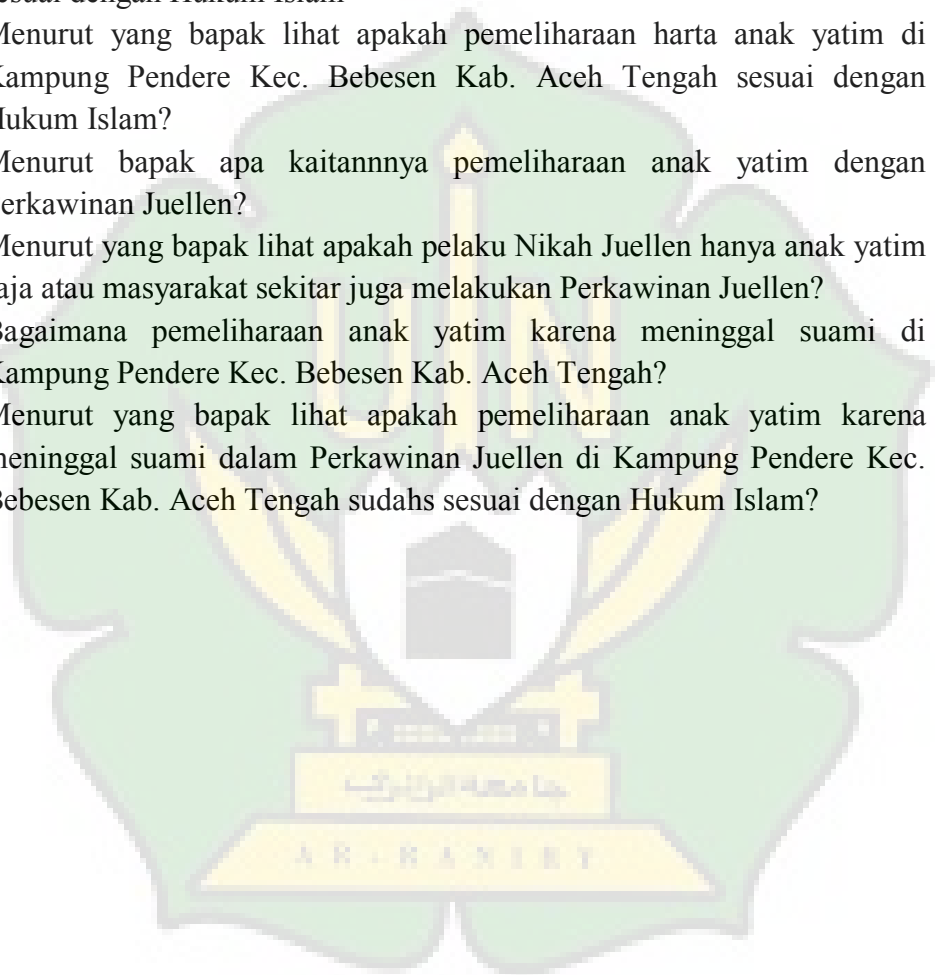 sesuai dengan Hukum Islam
Menurut yang bapak lihat apakah pemeliharaan harta anak yatim di
Kampung Pendere Kec. Bebesen Kab. Aceh Tengah sesuai dengan
Hukum Islam?
Menurut bapak apa kaitannnya pemeliharaan anak yatim dengan
Perkawinan Juellen?
Menurut yang bapak lihat apakah pelaku Nikah Juellen hanya anak yatim
saja atau masyarakat sekitar juga melakukan Perkawinan Juellen?
Bagaimana pemeliharaan anak yatim karena meninggal suami di
Kampung Pendere Kec. Bebesen Kab. Aceh Tengah?
Menurut yang bapak lihat apakah pemeliharaan anak yatim karena
meninggal suami dalam Perkawinan Juellen di Kampung Pendere Kec.
Bebesen Kab. Aceh Tengah sudahs sesuai dengan Hukum Islam?
UIN
جامعة الرانيري
AR-RANIRY